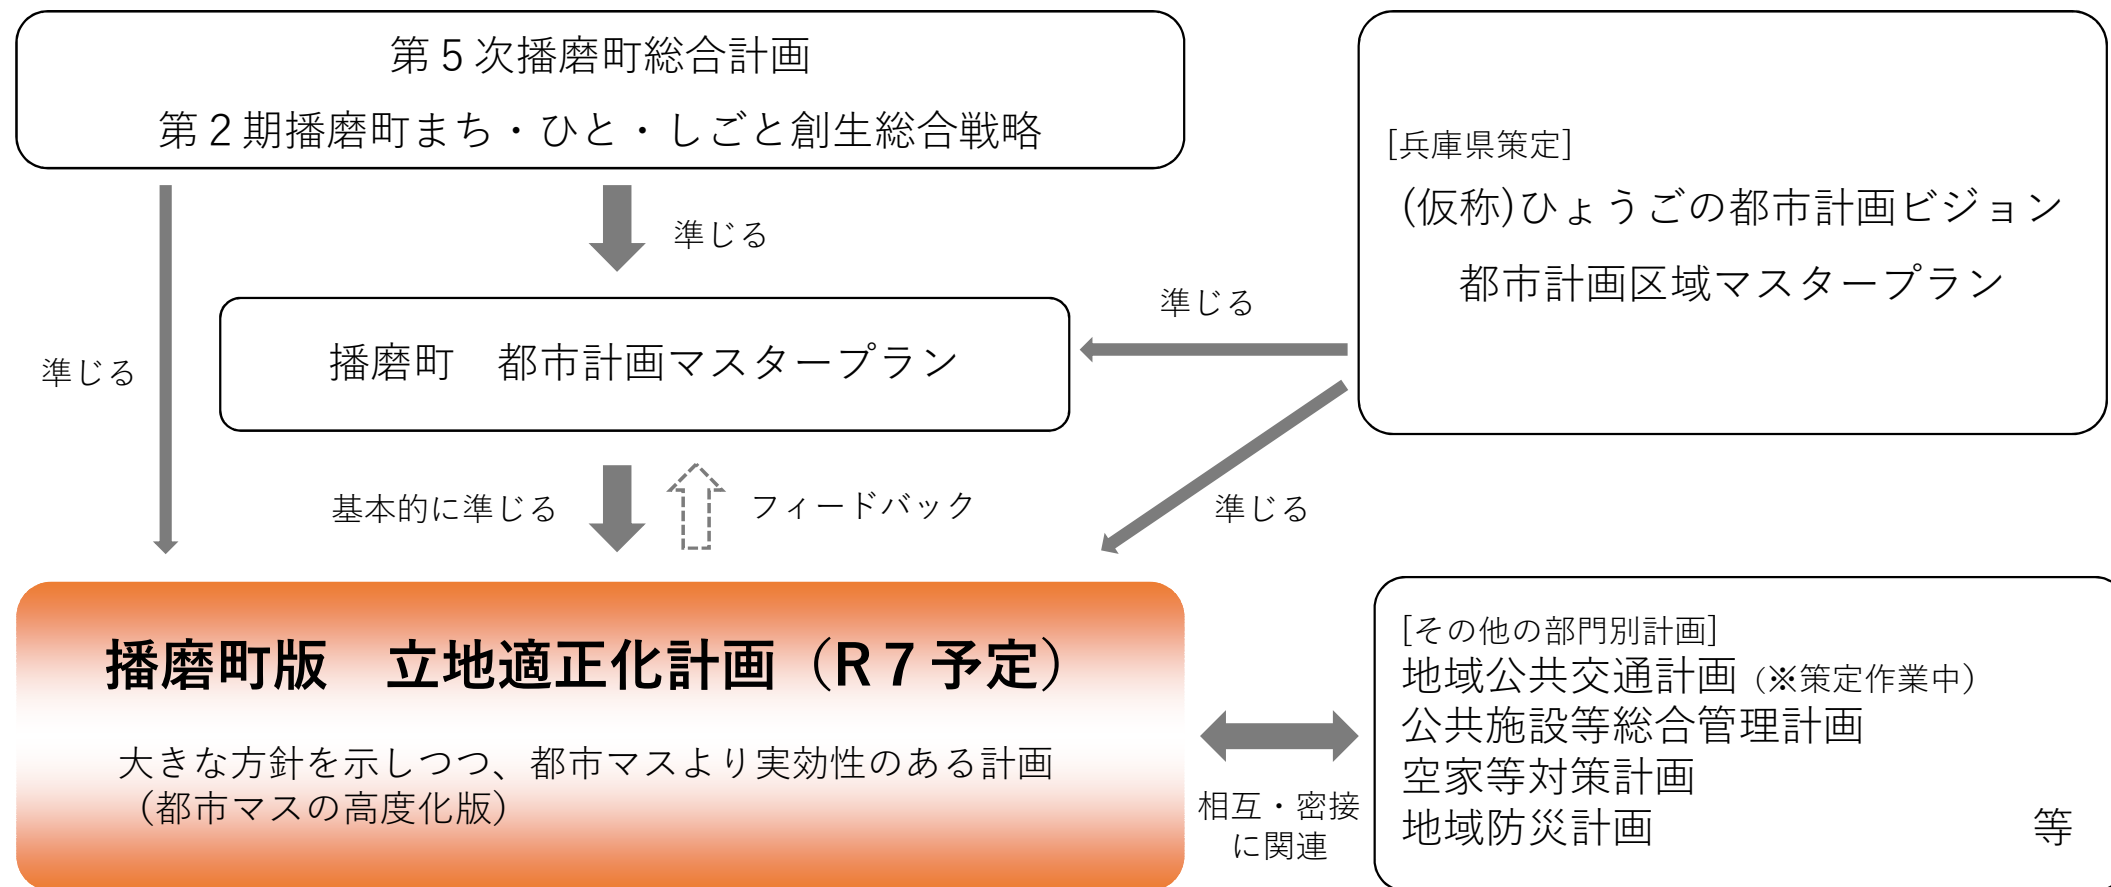 第５次播磨町総合計画
第２期播磨町まち・ひと・しごと創生総合戦略
[兵庫県策定]
(仮称)ひょうごの都市計画ビジョン
都市計画区域マスタープラン
準じる
準じる
準じる
播磨町　都市計画マスタープラン
基本的に準じる
フィードバック
準じる
播磨町版　立地適正化計画（R７予定）
大きな方針を示しつつ、都市マスより実効性のある計画
（都市マスの高度化版）
相互・密接
に関連
[その他の部門別計画]
地域公共交通計画（※策定作業中）
公共施設等総合管理計画
空家等対策計画
地域防災計画　等